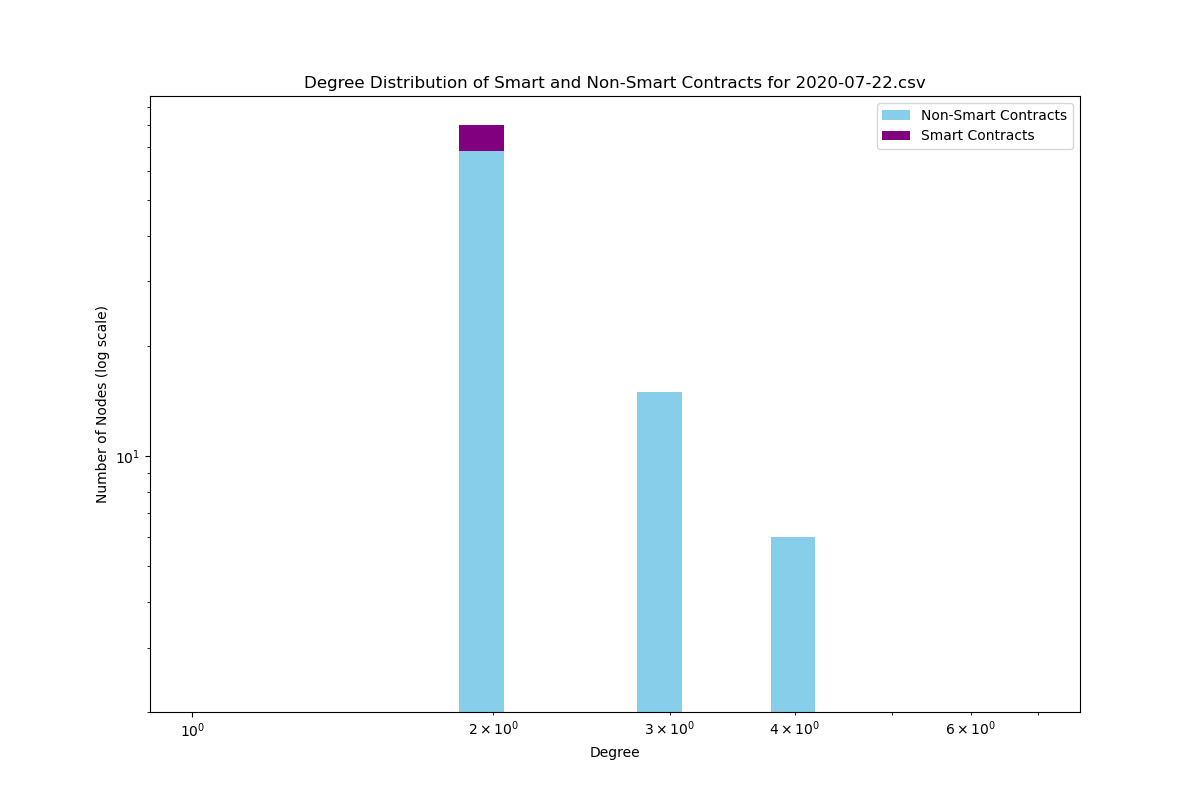 Degree Distribution of Smart and Non-Smart Contracts for 2020-07-22.csv
Non-Smart Contracts
Smart Contracts
Number of Nodes (log scale)
10¹
10⁰
2 × 10⁰
3 × 10⁰
4 × 10⁰
6 × 10⁰
Degree